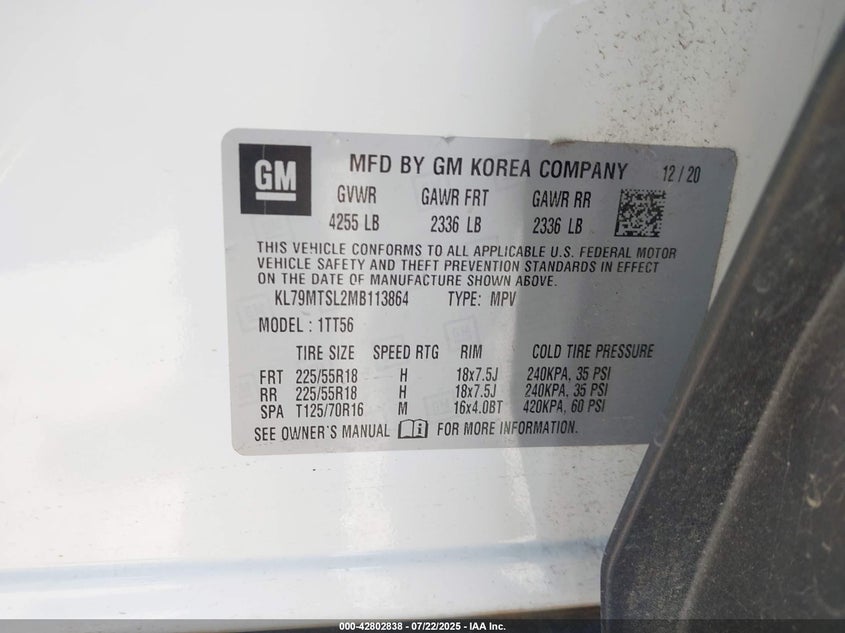 GM
MFD BY GM KOREA COMPANY 12 / 20
GVWR GAWR FRT GAWR RR
4255 LB 2336 LB 2336 LB
THIS VEHICLE CONFORMS TO ALL APPLICABLE U.S. FEDERAL MOTOR
VEHICLE SAFETY AND THEFT PREVENTION STANDARDS IN EFFECT
ON THE DATE OF MANUFACTURE SHOWN ABOVE.
KL79MTSL2MB113864 TYPE: MPV
MODEL : 1TT56
TIRE SIZE SPEED RTG RIM COLD TIRE PRESSURE
FRT 225/55R18 H 18x7.5J 240KPA, 35 PSI
RR 225/55R18 H 18x7.5J 240KPA, 35 PSI
SPA T125/70R16 M 16x4.0BT 420KPA, 60 PSI
SEE OWNER'S MANUAL FOR MORE INFORMATION.
000-42802838 - 07/22/2025 - IAA Inc.